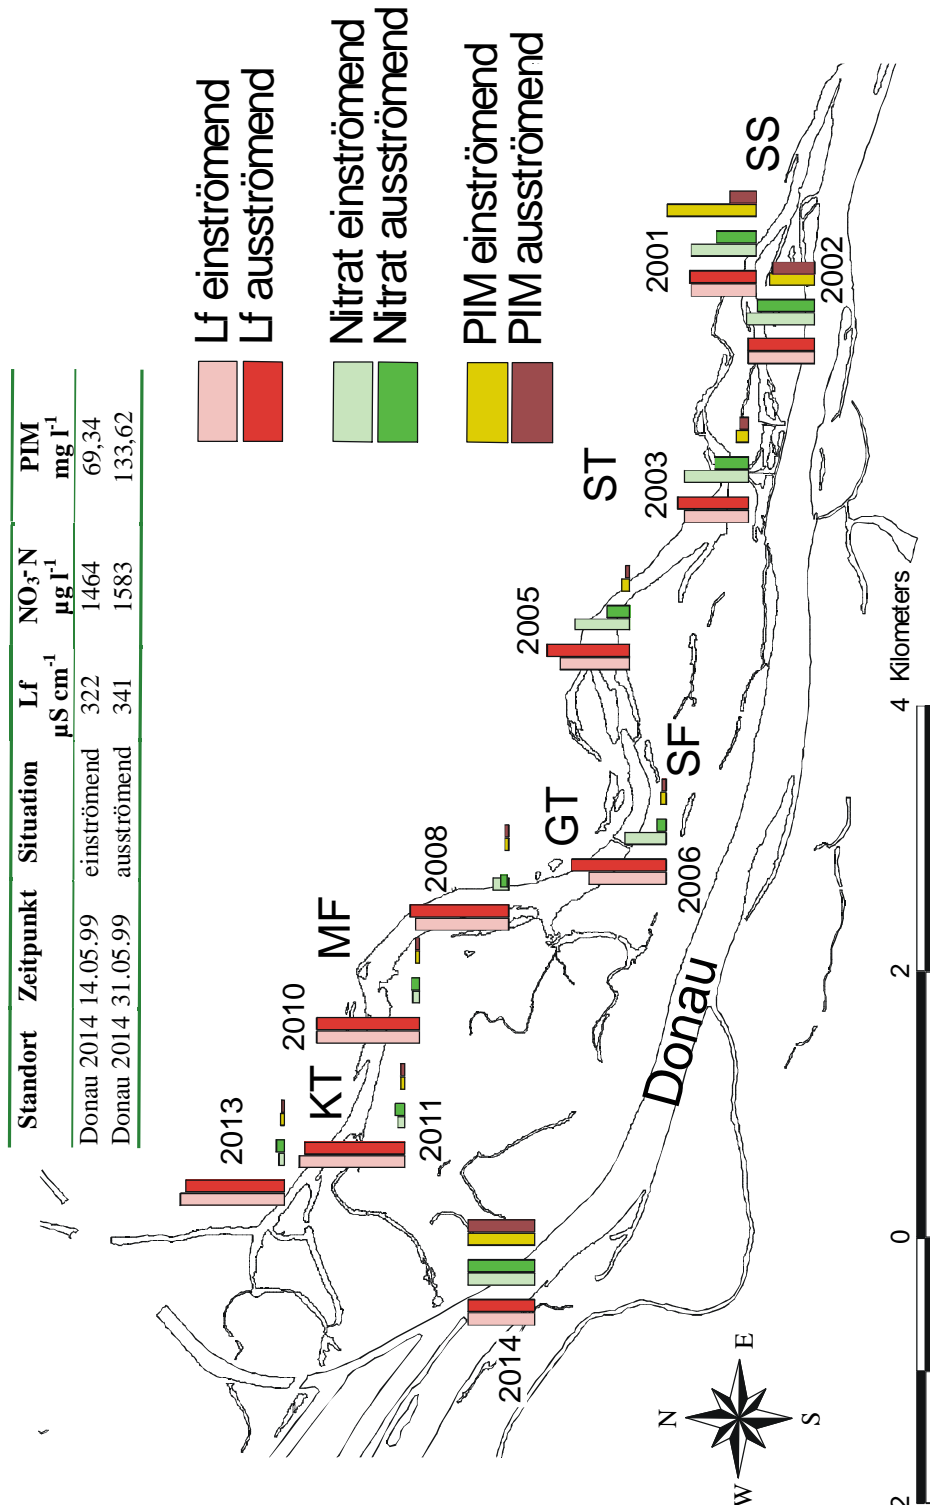 Standort Zeitpunkt Situation Lf NO₃-N PIM
µS cm⁻¹ µg l⁻¹ mg l⁻¹
Donau 2014 14.05.99 einströmend 322 1464 69,34
Donau 2014 31.05.99 ausströmend 341 1583 133,62
Lf einströmend
Lf ausströmend
Nitrat einströmend
Nitrat ausströmend
PIM einströmend
PIM ausströmend
2013
KT
2011
2010
MF
2008
GT
2006
SF
2005
ST
2003
2001
SS
2002
2014
Donau
N
W
E
S
2
0
2
4 Kilometers